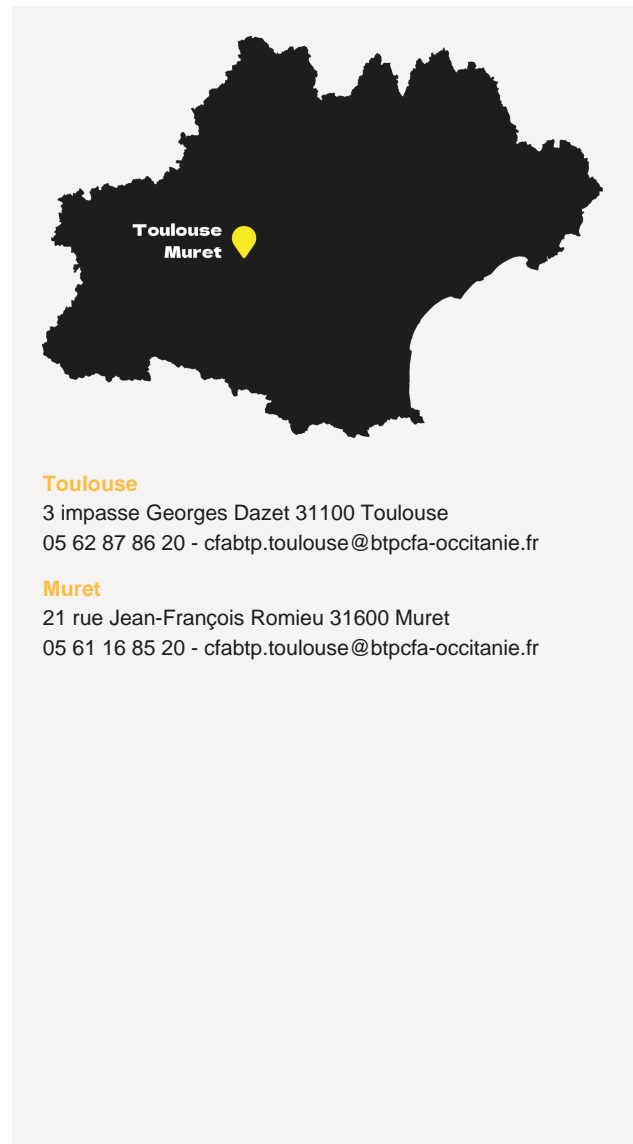 Toulouse
Muret
Toulouse
3 impasse Georges Dazet 31100 Toulouse
05 62 87 86 20 - cfabtp.toulouse@btpcfa-occitanie.fr
Muret
21 rue Jean-François Romieu 31600 Muret
05 61 16 85 20 - cfabtp.toulouse@btpcfa-occitanie.fr